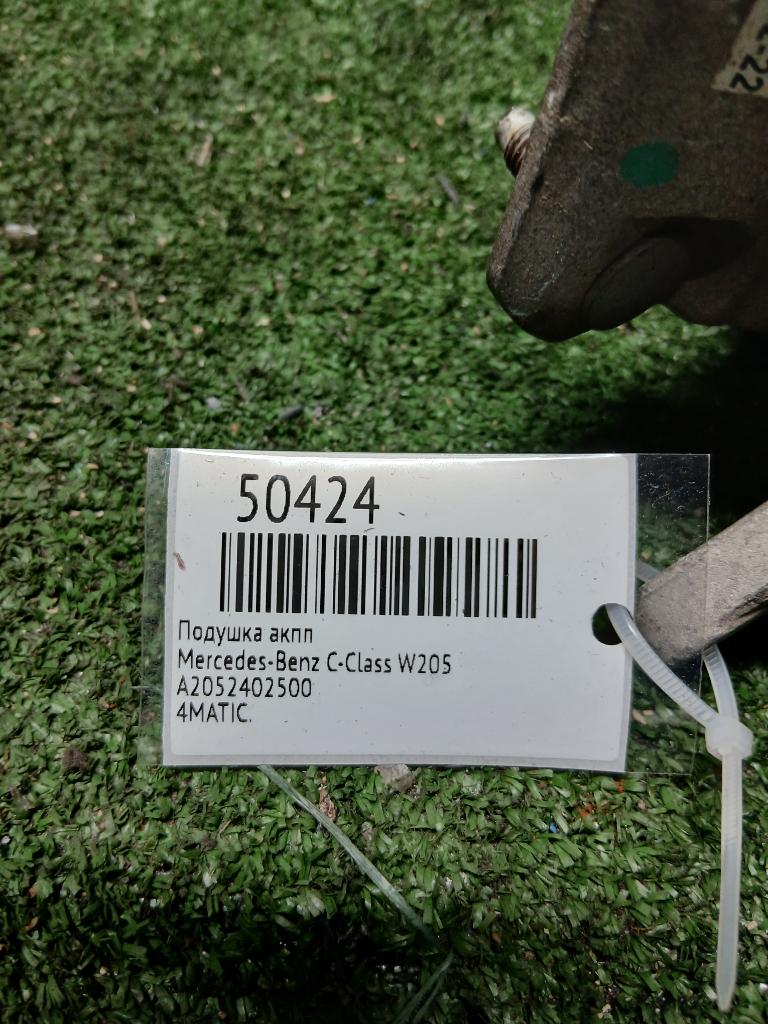 50424
Подушка акпп
Mercedes-Benz C-Class W205
A2052402500
4MATIC.